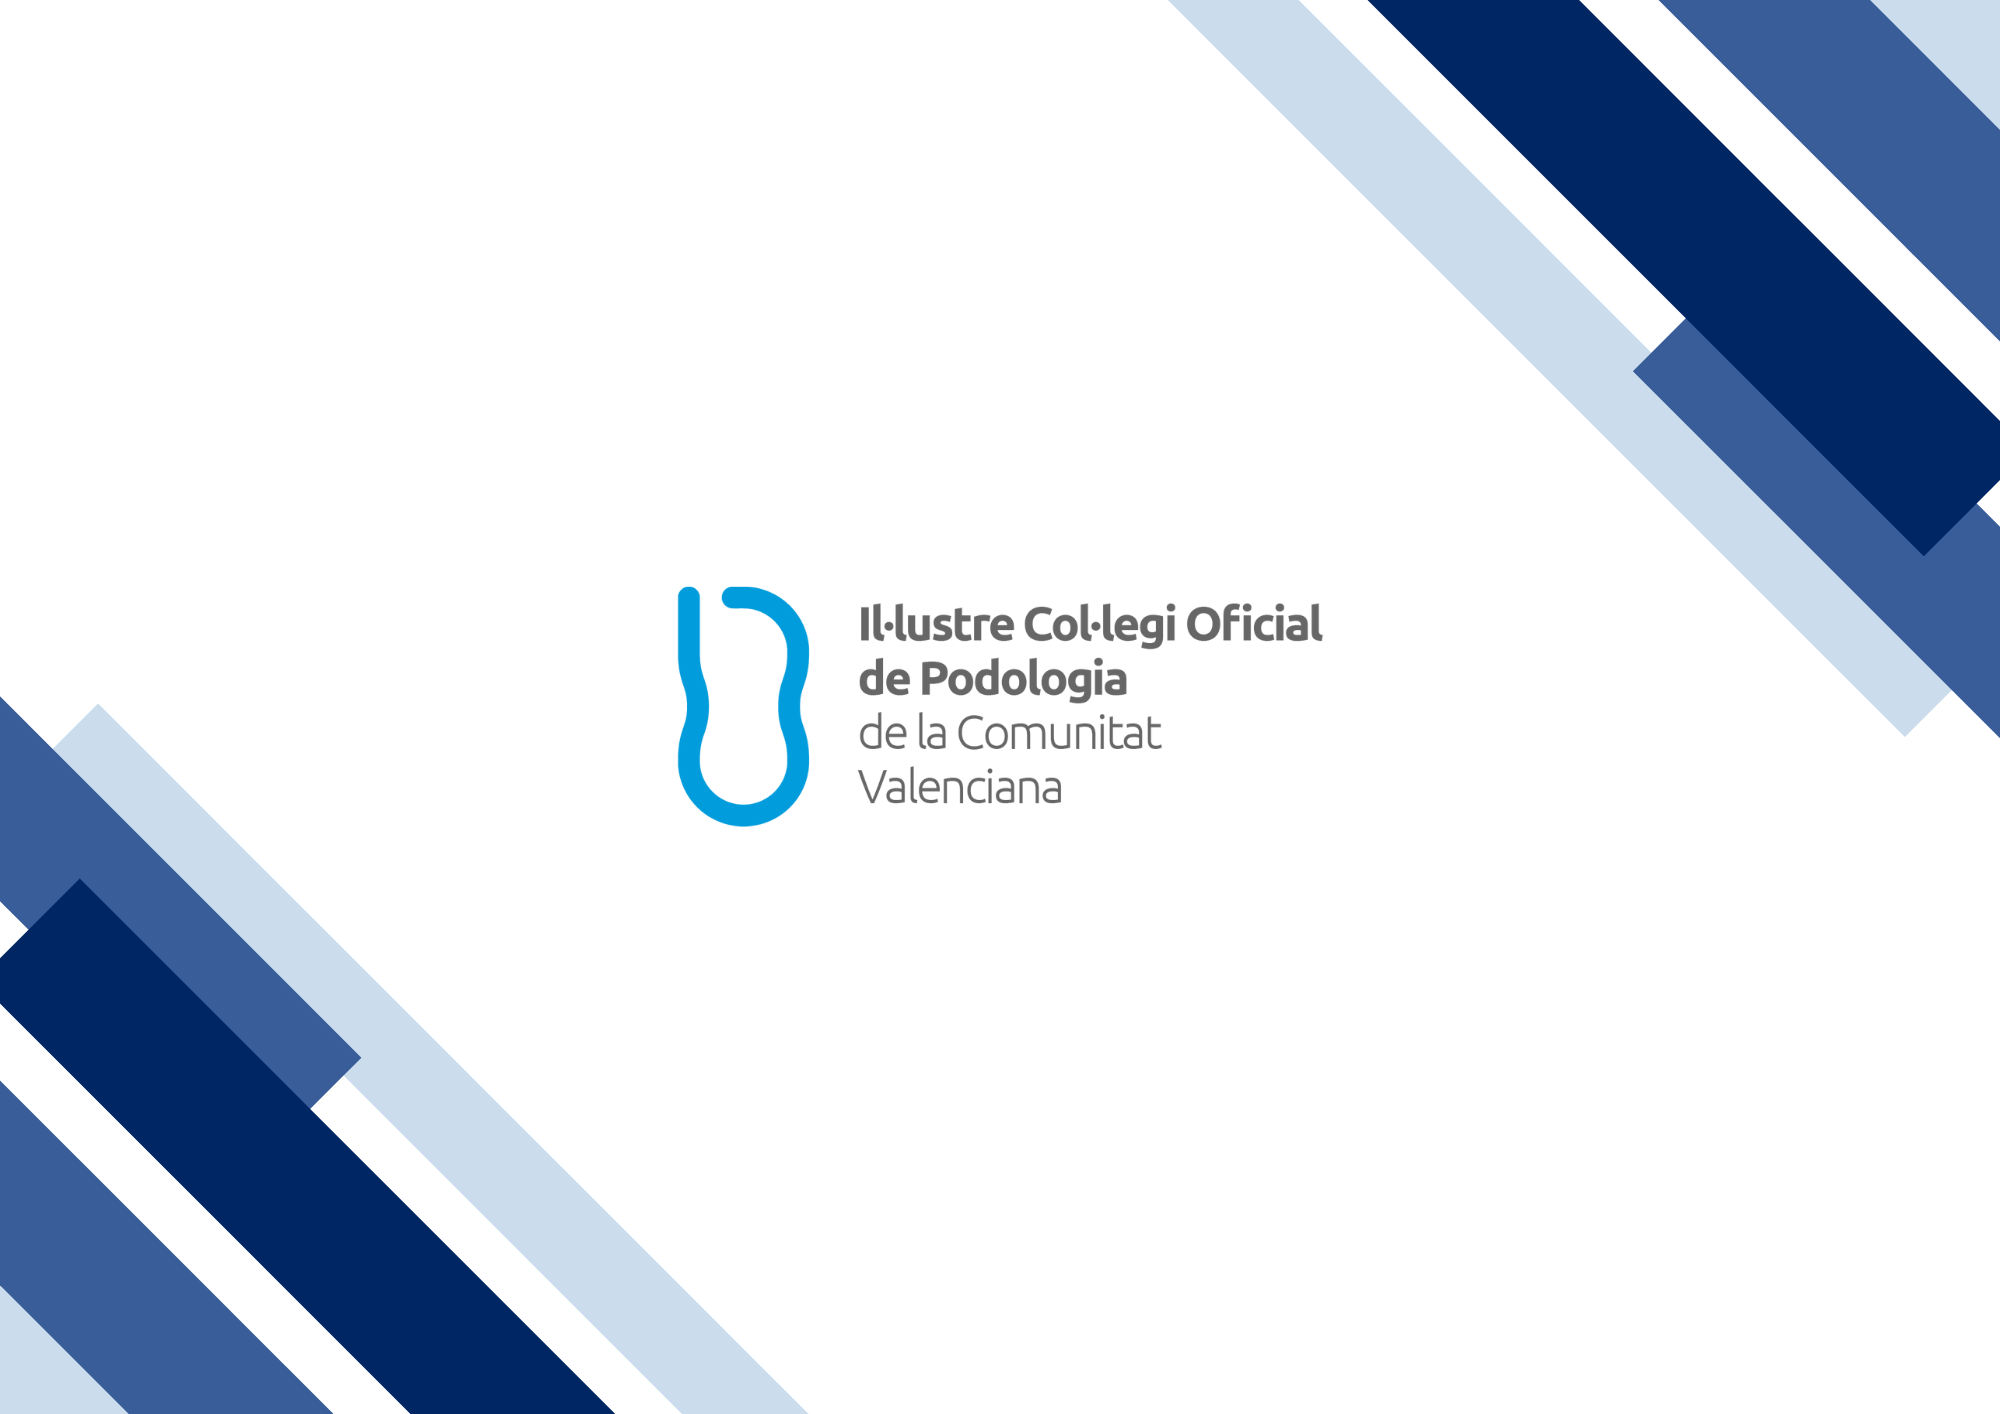 Il·lustre Col·legi Oficial
de Podologia
de la Comunitat
Valenciana